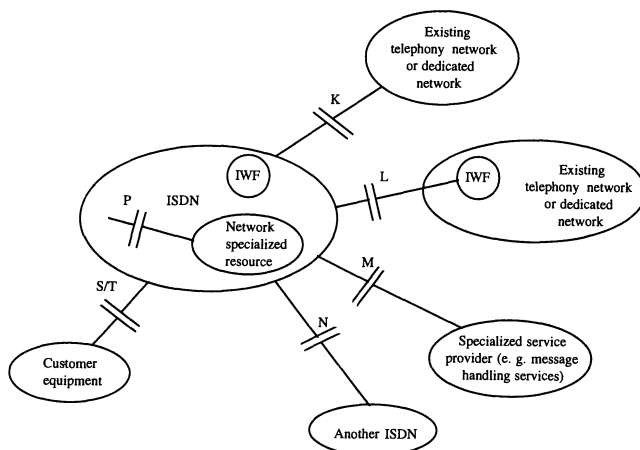 Existing
telephony network
or dedicated
network
K
IWF
L
IWF
Existing
telephony network
or dedicated
network
P
ISDN
Network
specialized
resource
M
S/T
N
Specialized service
provider (e. g. message
handling services)
Customer
equipment
Another ISDN